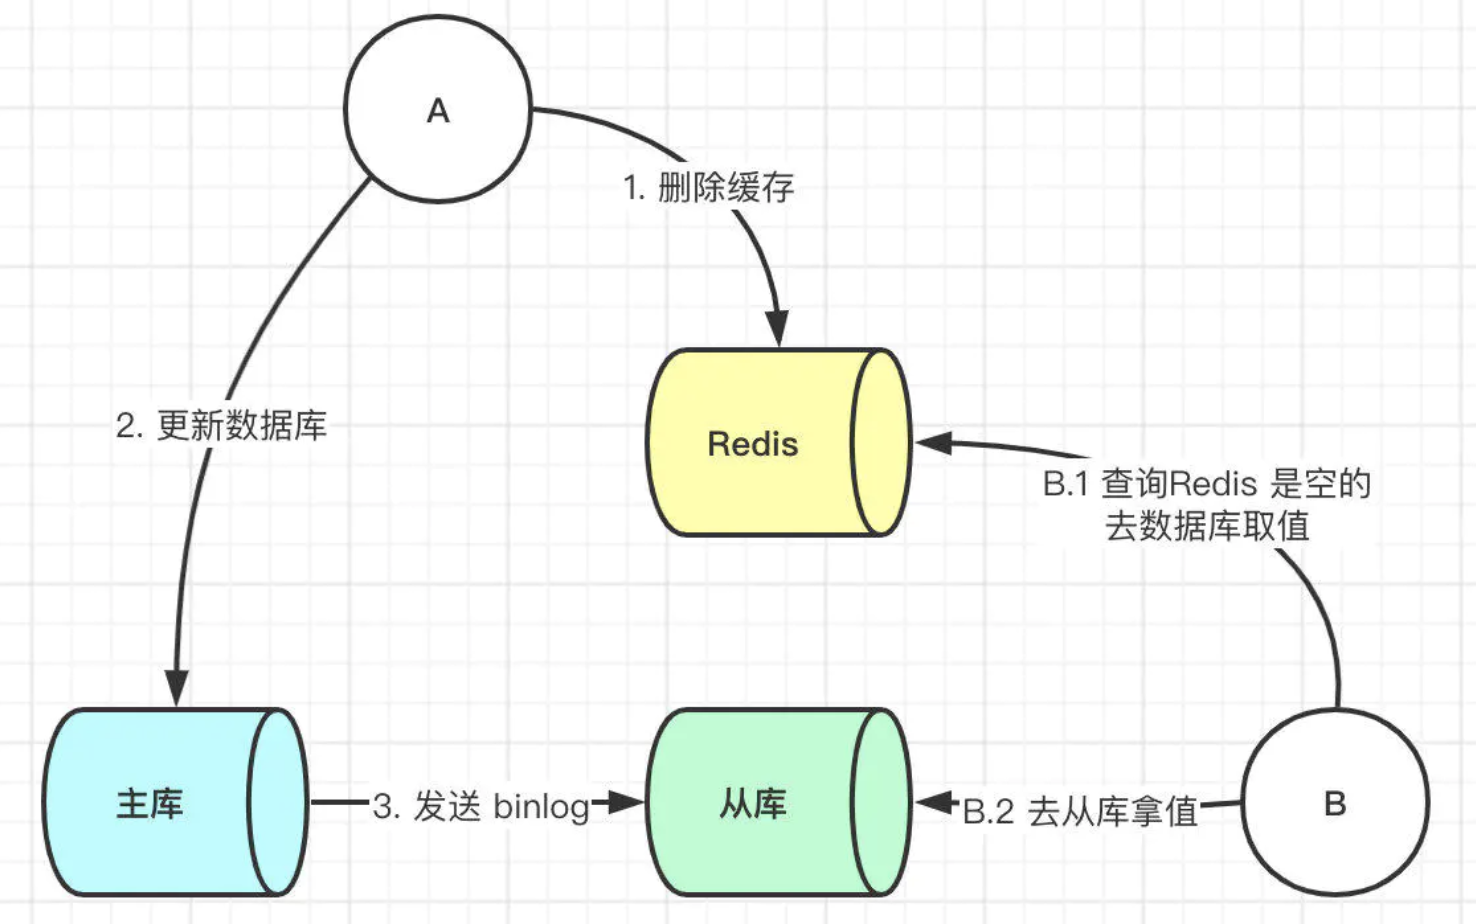 A
1. 删除缓存
2. 更新数据库
Redis
B.1 查询Redis 是空的
去数据库取值
主库
3. 发送 binlog
从库
B.2 去从库拿值
B